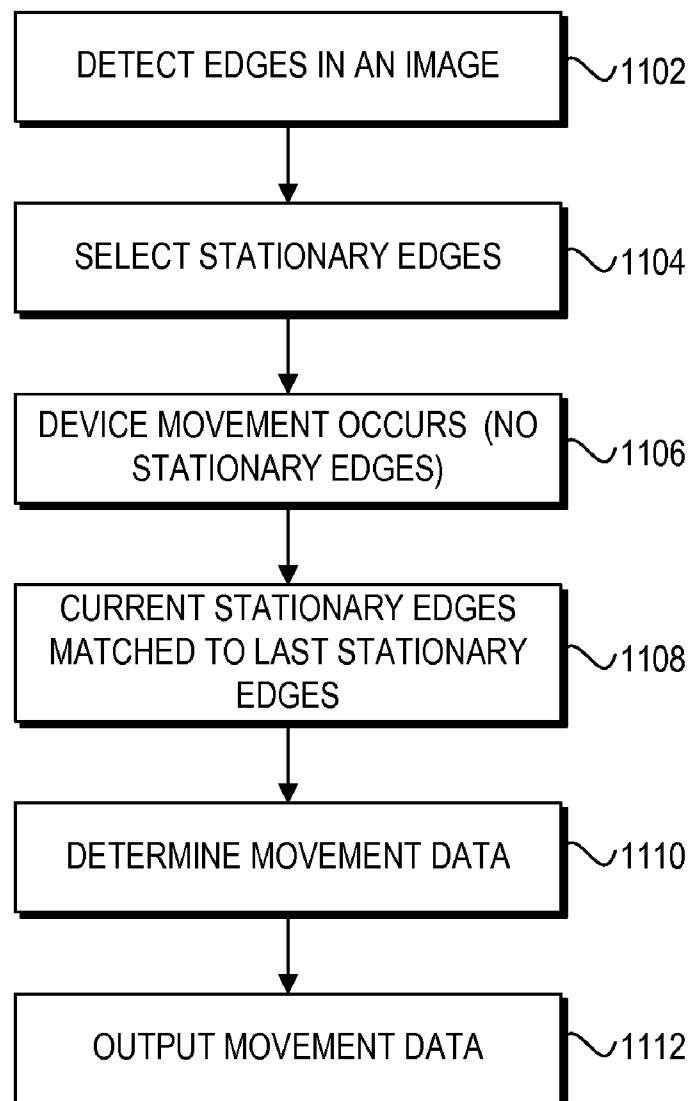 DETECT EDGES IN AN IMAGE
1102
SELECT STATIONARY EDGES
1104
DEVICE MOVEMENT OCCURS (NO
STATIONARY EDGES)
1106
CURRENT STATIONARY EDGES
MATCHED TO LAST STATIONARY
EDGES
1108
DETERMINE MOVEMENT DATA
1110
OUTPUT MOVEMENT DATA
1112